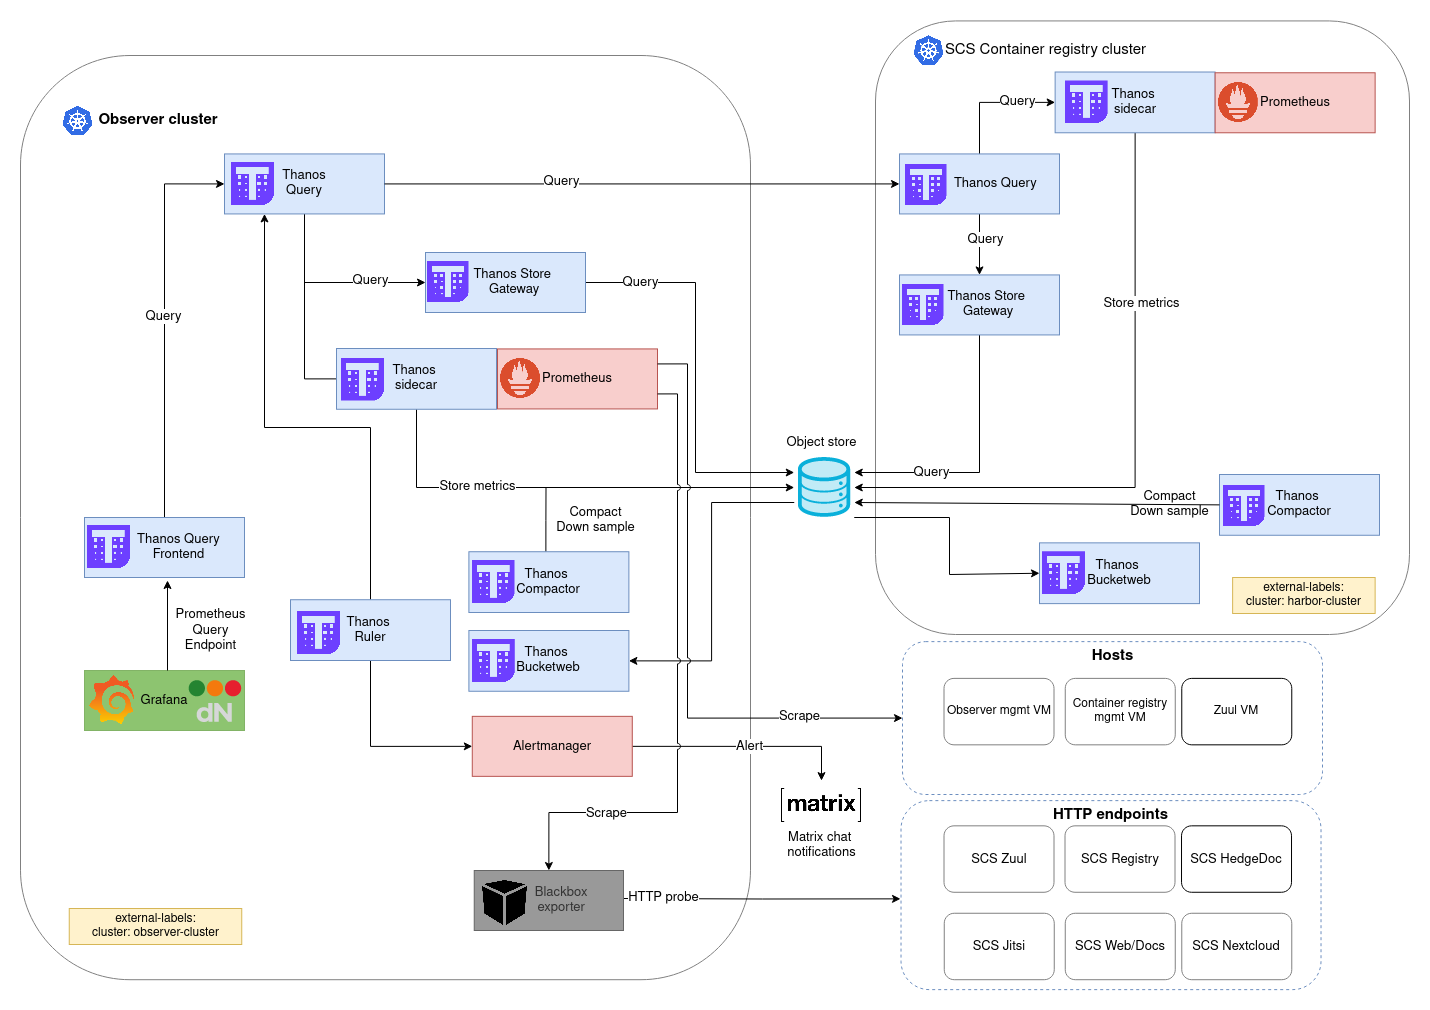 SCS Container registry cluster
Query
Thanos
sidecar
Prometheus
Observer cluster
Thanos
Query
Query
Thanos Query
Query
Query
Thanos Store
Gateway
Query
Thanos Store
Gateway
Store metrics
Query
Thanos
sidecar
Prometheus
Object store
Query
Store metrics
Compact
Down sample
Thanos
Compactor
Compact
Down sample
Thanos Query
Frontend
Thanos
Compactor
Thanos
Bucketweb
external-labels:
cluster: harbor-cluster
Prometheus
Query
Endpoint
Thanos
Ruler
Thanos
Bucketweb
Grafana
dN
Hosts
Observer mgmt VM
Container registry
mgmt VM
Zuul VM
Scrape
Alertmanager
Alert
[matrix]
Matrix chat
notifications
Scrape
HTTP endpoints
SCS Zuul
SCS Registry
SCS HedgeDoc
Blackbox
exporter
HTTP probe
SCS Jitsi
SCS Web/Docs
SCS Nextcloud
external-labels:
cluster: observer-cluster